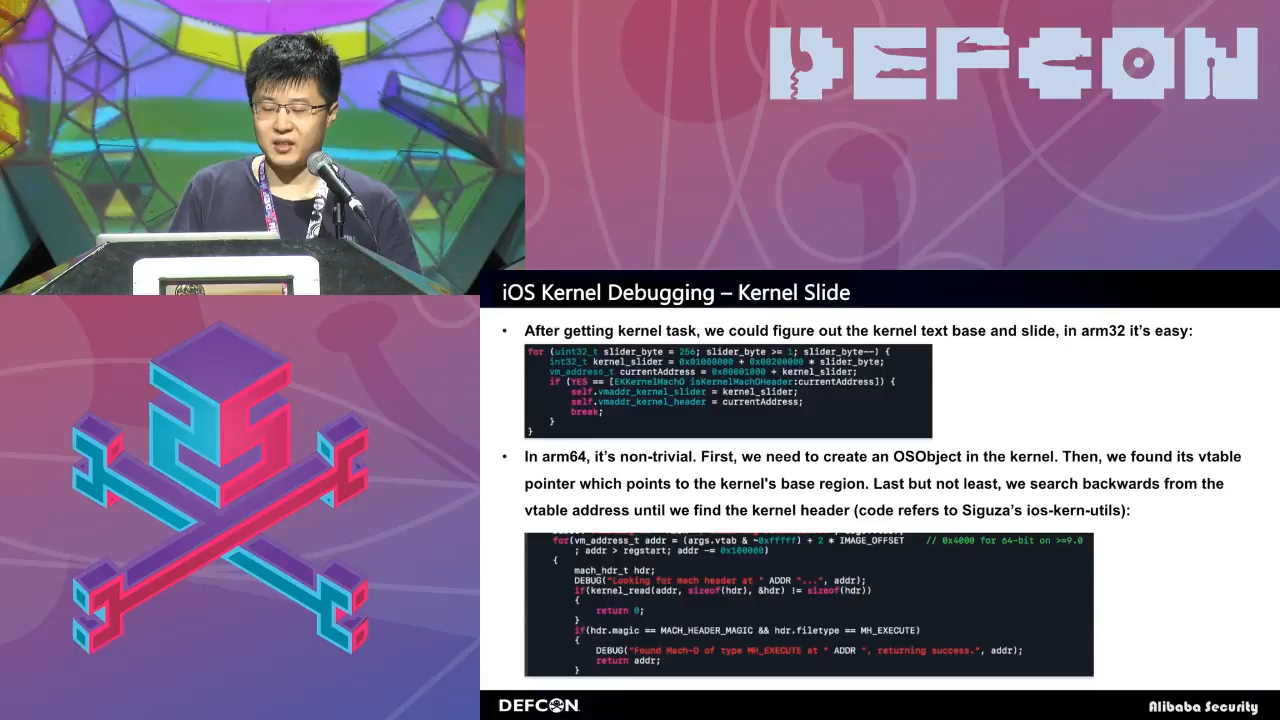 DEFCON
iOS Kernel Debugging – Kernel Slide
• After getting kernel task, we could figure out the kernel text base and slide, in arm32 it's easy:
for (uint32_t slider_byte = 256; slider_byte >= 1; slider_byte--) {
int32_t kernel_slider = 0x01000000 + 0x00200000 * slider_byte;
vm_address_t currentAddress = 0x80001000 + kernel_slider;
if (YES == [EKKernelMachO isKernelMachOHeader:currentAddress]) {
self.vmaddr_kernel_slider = kernel_slider;
self.vmaddr_kernel_header = currentAddress;
break;
}
}
• In arm64, it's non-trivial. First, we need to create an OSObject in the kernel. Then, we found its vtable
pointer which points to the kernel's base region. Last but not least, we search backwards from the
vtable address until we find the kernel header (code refers to Siguza's ios-kern-utils):
for(vm_address_t addr = (args.vtab & ~0xfffff) + 2 * IMAGE_OFFSET // 0x4000 for 64-bit on >=9.0
; addr > regstart; addr -= 0x100000)
{
mach_hdr_t hdr;
DEBUG("Looking for mach header at " ADDR "...", addr);
if(kernel_read(addr, sizeof(hdr), &hdr) != sizeof(hdr))
{
return 0;
}
if(hdr.magic == MACH_HEADER_MAGIC && hdr.filetype == MH_EXECUTE)
{
DEBUG("Found Mach-O of type MH_EXECUTE at " ADDR ", returning success.", addr);
return addr;
}
DEFCON
Alibaba Security